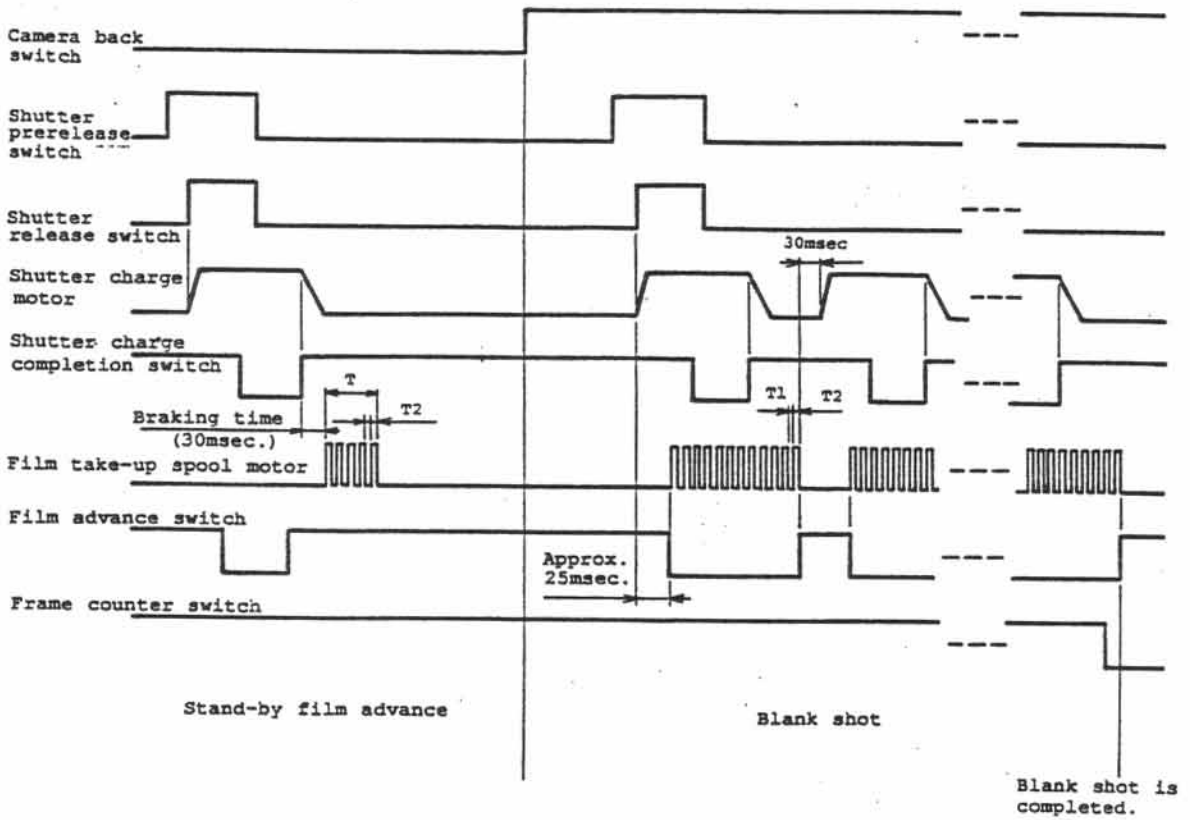 Camera back
switch
Shutter
prerelease
switch
Shutter
release switch
30msec
Shutter charge
motor
Shutter charge
completion switch
T
T1
T2
Braking time
T2
(30msec.)
Film take-up spool motor
Film advance switch
Approx.
25msec.
Frame counter switch
Stand-by film advance
Blank shot
Blank shot is
completed.